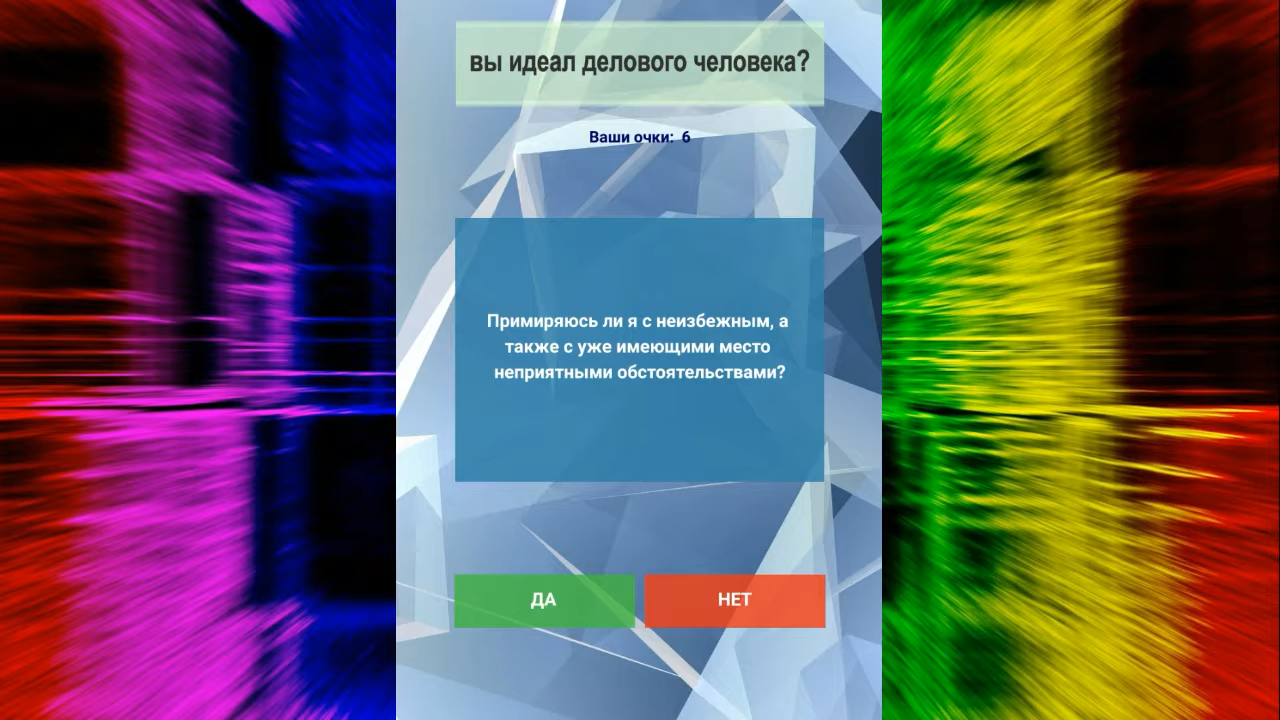 вы идеал делового человека?
Ваши очки: 6
Примиряюсь ли я с неизбежным, а
также с уже имеющими место
неприятными обстоятельствами?
ДА
НЕТ